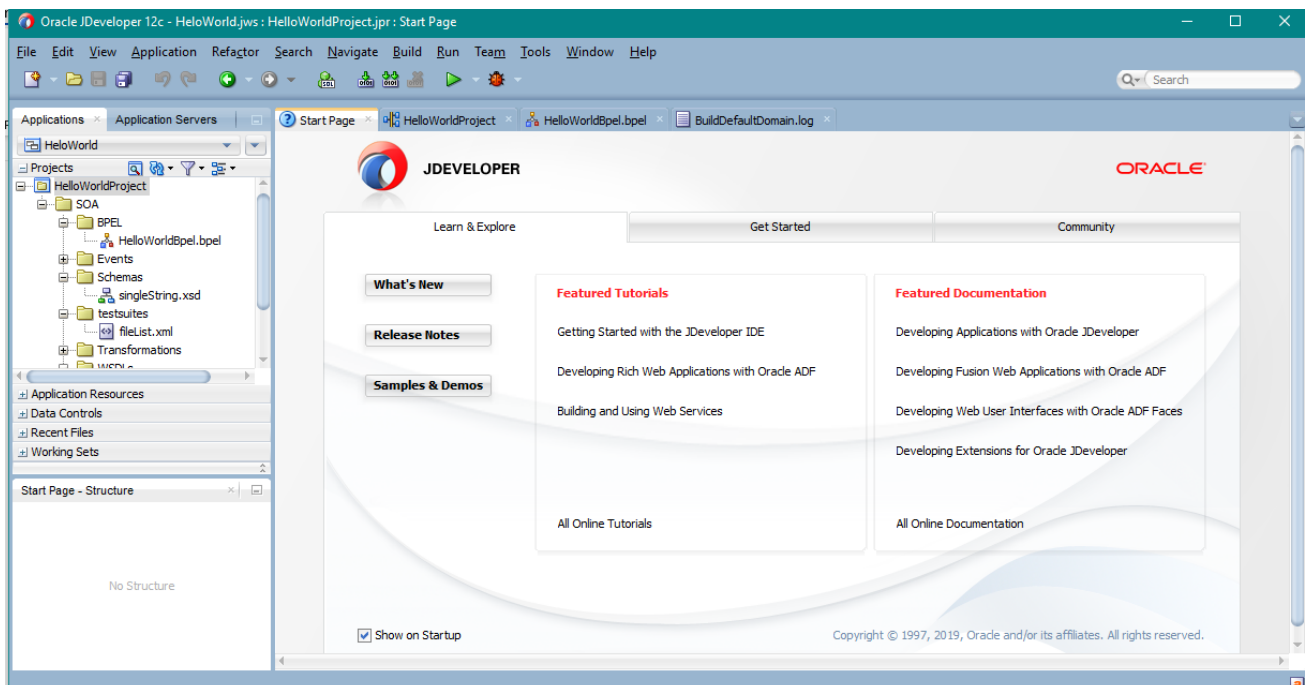 Oracle JDeveloper 12c - HeloWorld.jws : HelloWorldProject.jpr : Start Page
File Edit View Application Refactor Search Navigate Build Run Team Tools Window Help
Search
Applications Application Servers
Start Page HelloWorldProject HelloWorldBpel.bpel BuildDefaultDomain.log
HeloWorld
Projects
HelloWorldProject
SOA
BPEL
HelloWorldBpel.bpel
Events
Schemas
singleString.xsd
testsuites
fileList.xml
Transformations
WSDLs
Application Resources
Data Controls
Recent Files
Working Sets
Start Page - Structure
No Structure
JDEVELOPER
ORACLE
Learn & Explore Get Started Community
What's New
Release Notes
Samples & Demos
Featured Tutorials
Getting Started with the JDeveloper IDE
Developing Rich Web Applications with Oracle ADF
Building and Using Web Services
All Online Tutorials
Featured Documentation
Developing Applications with Oracle JDeveloper
Developing Fusion Web Applications with Oracle ADF
Developing Web User Interfaces with Oracle ADF Faces
Developing Extensions for Oracle JDeveloper
All Online Documentation
Show on Startup
Copyright © 1997, 2019, Oracle and/or its affiliates. All rights reserved.